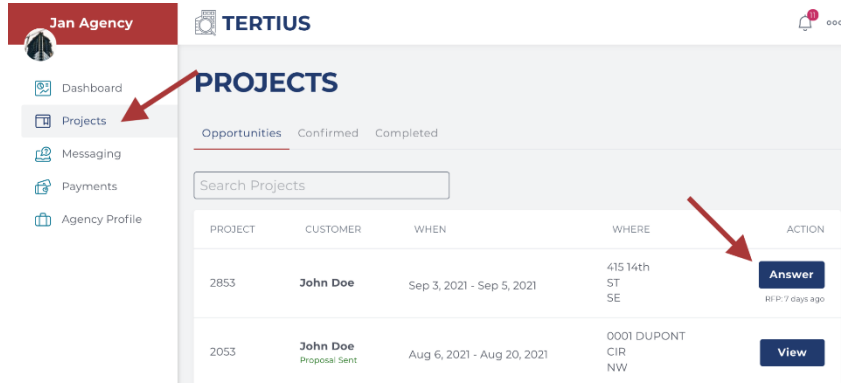 Jan Agency
TERTIUS
11
Dashboard
Projects
Messaging
Payments
Agency Profile
PROJECTS
Opportunities Confirmed Completed
Search Projects
PROJECT CUSTOMER WHEN WHERE ACTION
2853 John Doe Sep 3, 2021 - Sep 5, 2021
415 14th
ST
SE
Answer
RFP: 7 days ago
2053 John Doe
Proposal Sent
Aug 6, 2021 - Aug 20, 2021
0001 DUPONT
CIR
NW
View